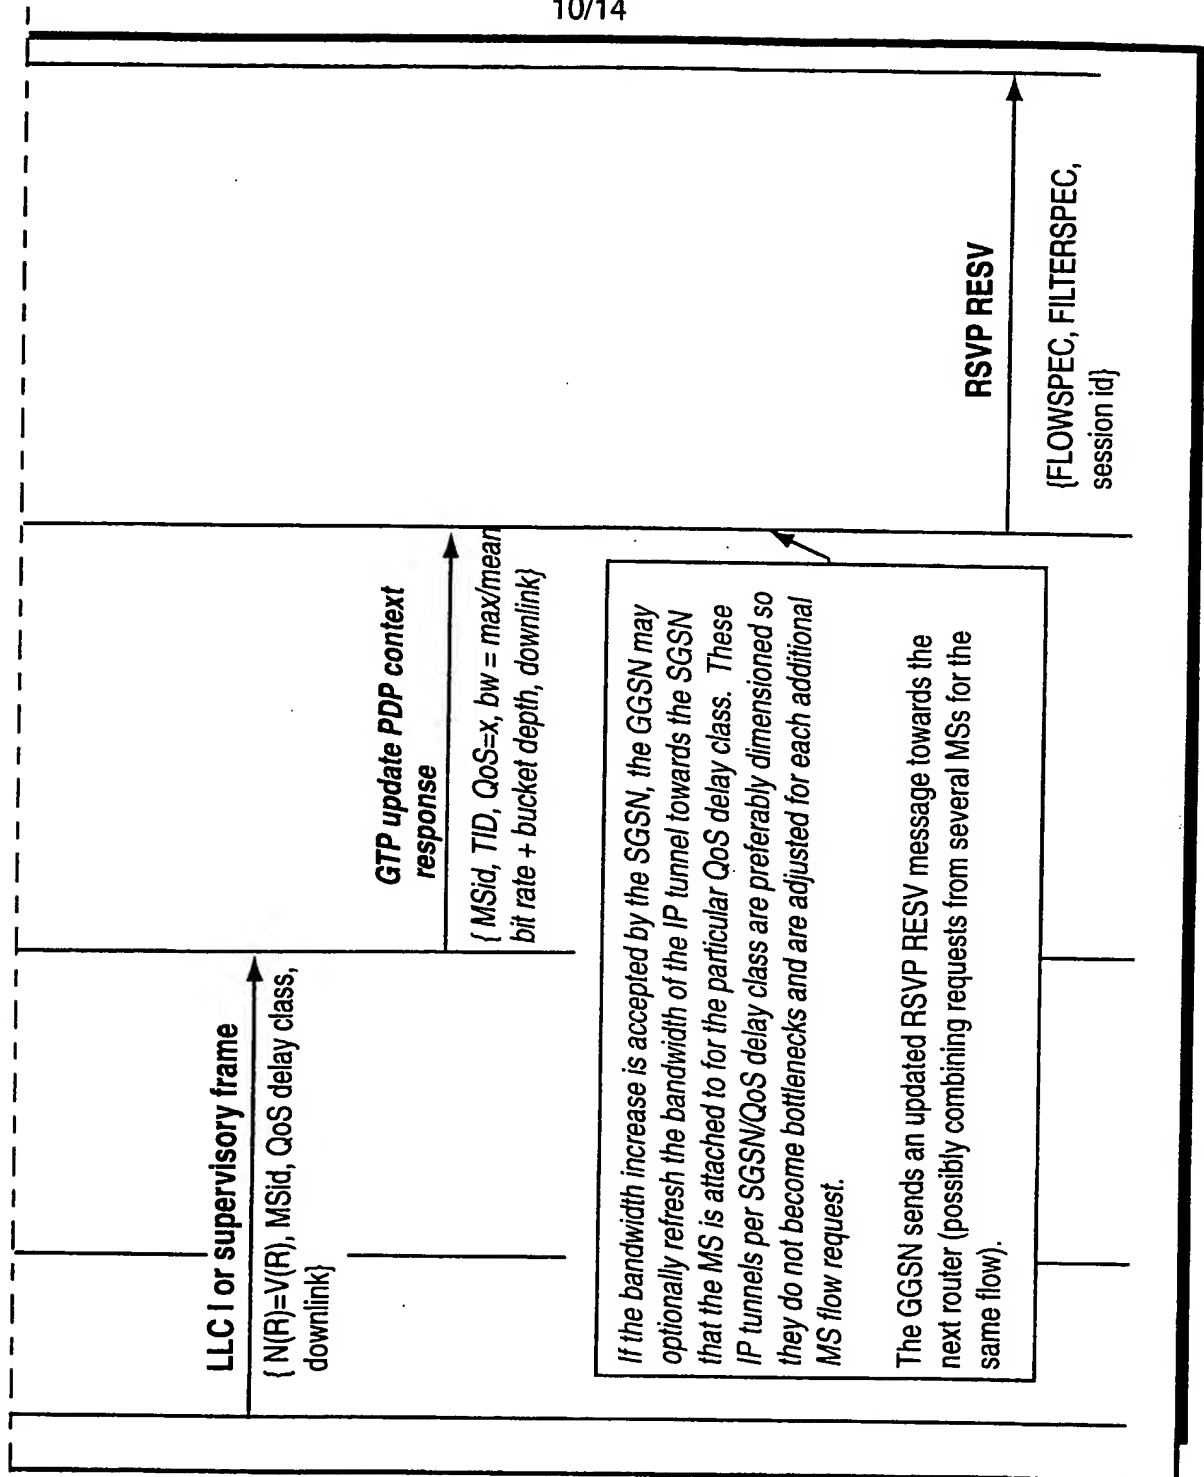 10/14
LLC I or supervisory frame
{ N(R)=V(R), MSid, QoS delay class,
downlink}
GTP update PDP context
response
{ MSid, TID, QoS=x, bw = max/mean
bit rate + bucket depth, downlink}
If the bandwidth increase is accepted by the SGSN, the GGSN may
optionally refresh the bandwidth of the IP tunnel towards the SGSN
that the MS is attached to for the particular QoS delay class. These
IP tunnels per SGSN/QoS delay class are preferably dimensioned so
they do not become bottlenecks and are adjusted for each additional
MS flow request.
The GGSN sends an updated RSVP RESV message towards the
next router (possibly combining requests from several MSs for the
same flow).
RSVP RESV
{FLOWSPEC, FILTERSPEC,
session id}